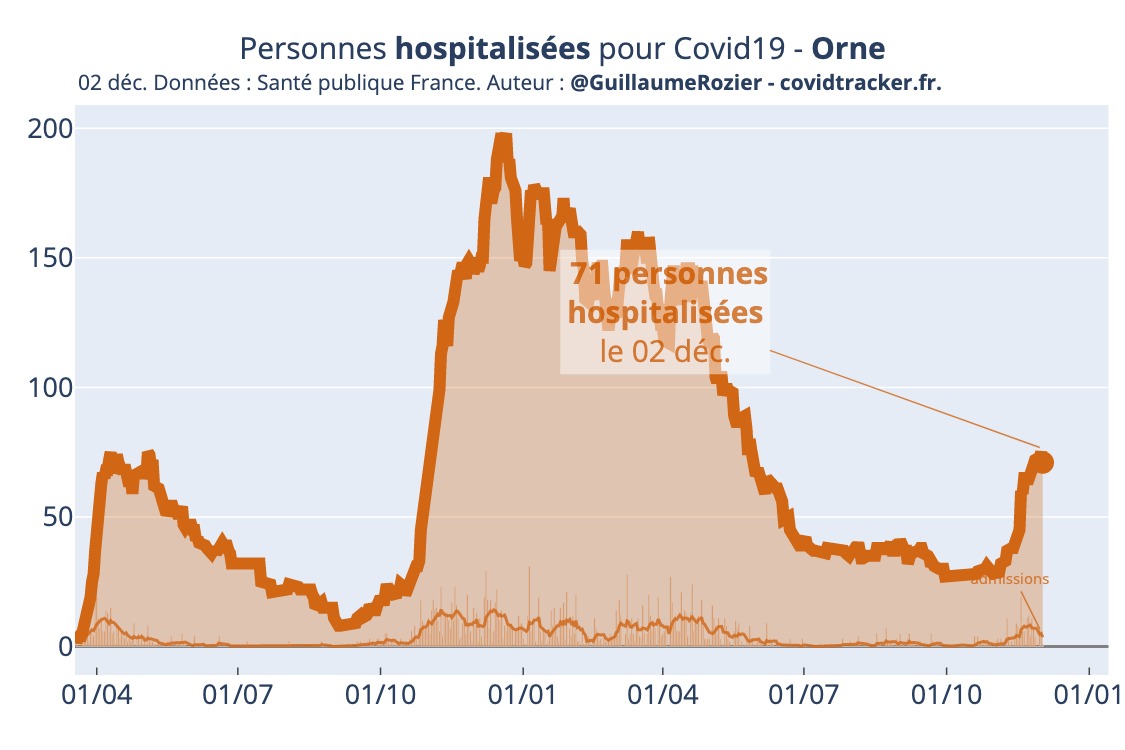 Personnes hospitalisées pour Covid19 - Orne
02 déc. Données : Santé publique France. Auteur : @GuillaumeRozier - covidtracker.fr.
200
150
100
50
0
71 personnes
hospitalisées
le 02 déc.
admissions
01/04 01/07 01/10 01/01 01/04 01/07 01/10 01/01